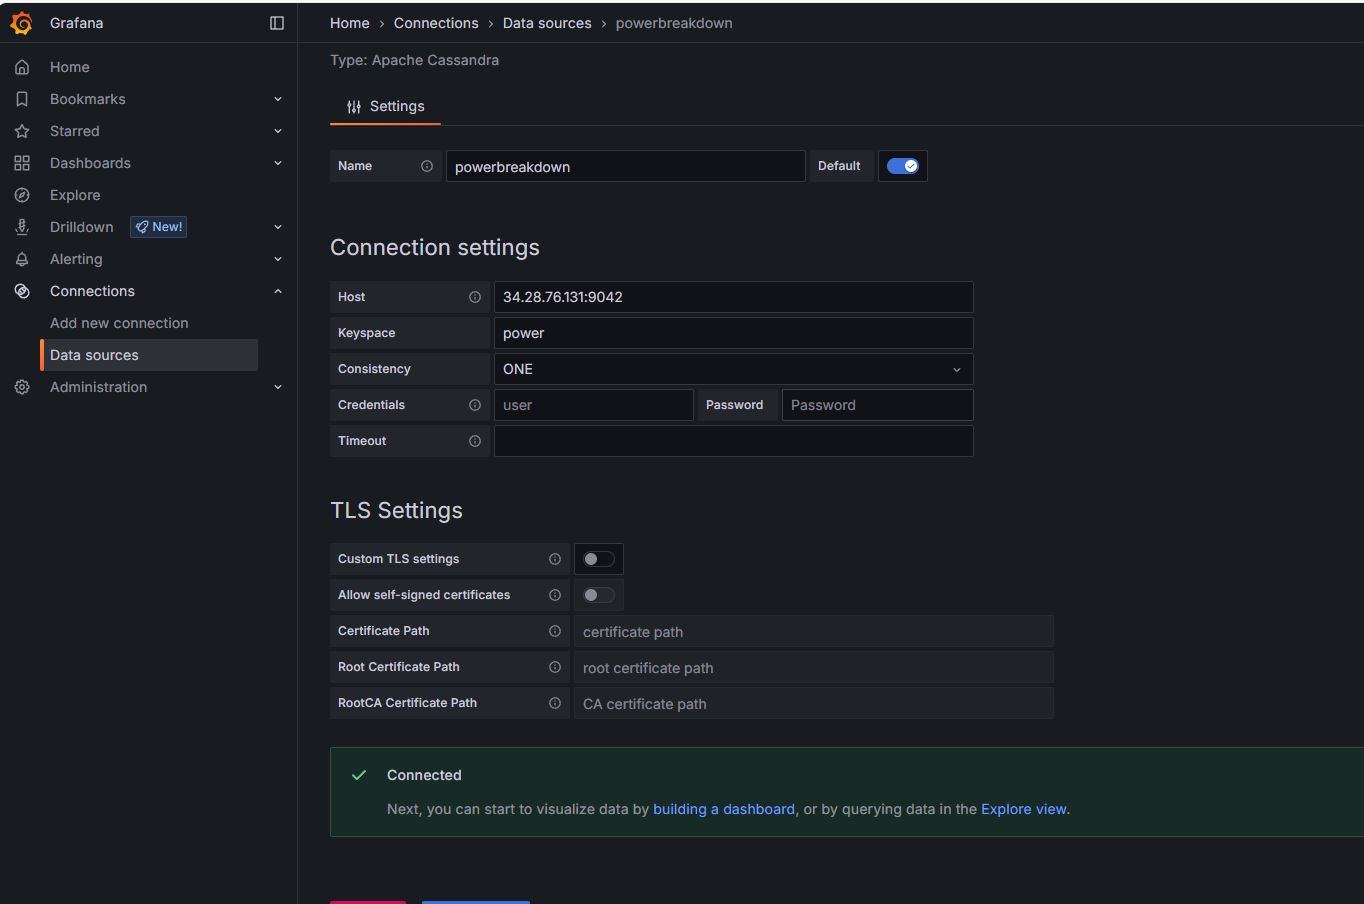 Grafana
Home › Connections › Data sources › powerbreakdown
Home
Bookmarks
Starred
Dashboards
Explore
Drilldown New!
Alerting
Connections
Add new connection
Data sources
Administration
Type: Apache Cassandra
Settings
Name powerbreakdown Default
Connection settings
Host 34.28.76.131:9042
Keyspace power
Consistency ONE
Credentials user Password Password
Timeout
TLS Settings
Custom TLS settings
Allow self-signed certificates
Certificate Path certificate path
Root Certificate Path root certificate path
RootCA Certificate Path CA certificate path
Connected
Next, you can start to visualize data by building a dashboard, or by querying data in the Explore view.